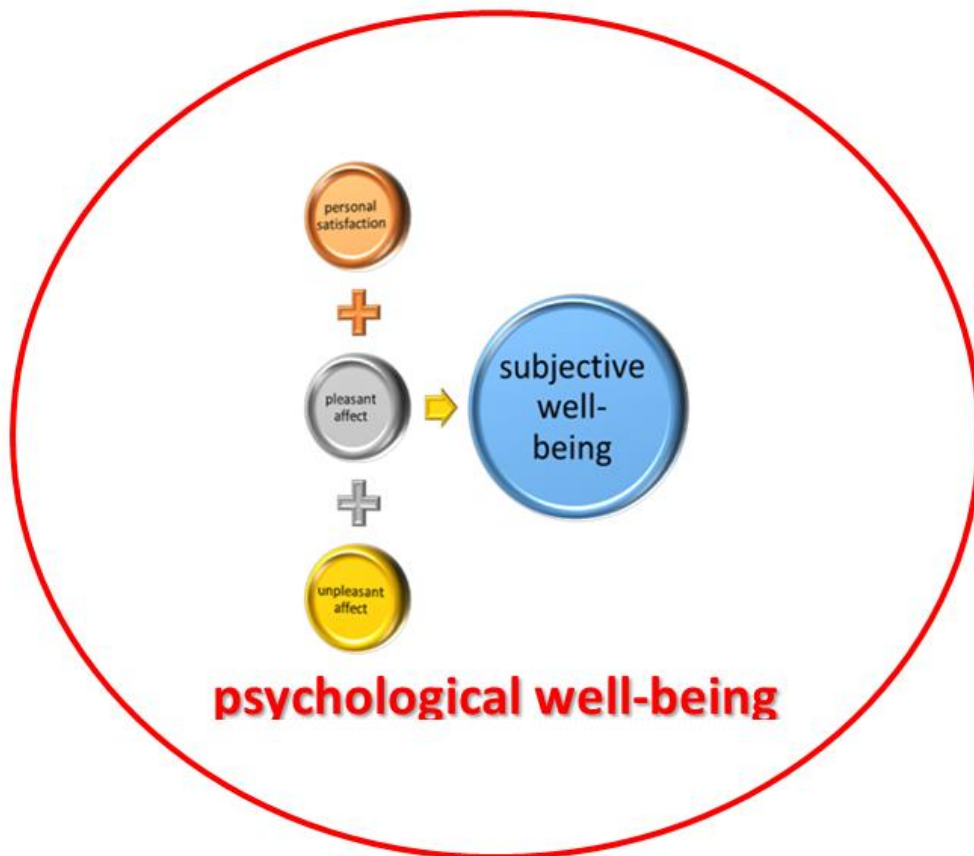 personal
satisfaction
pleasant
affect
unpleasant
affect
subjective
well-
being
psychological well-being